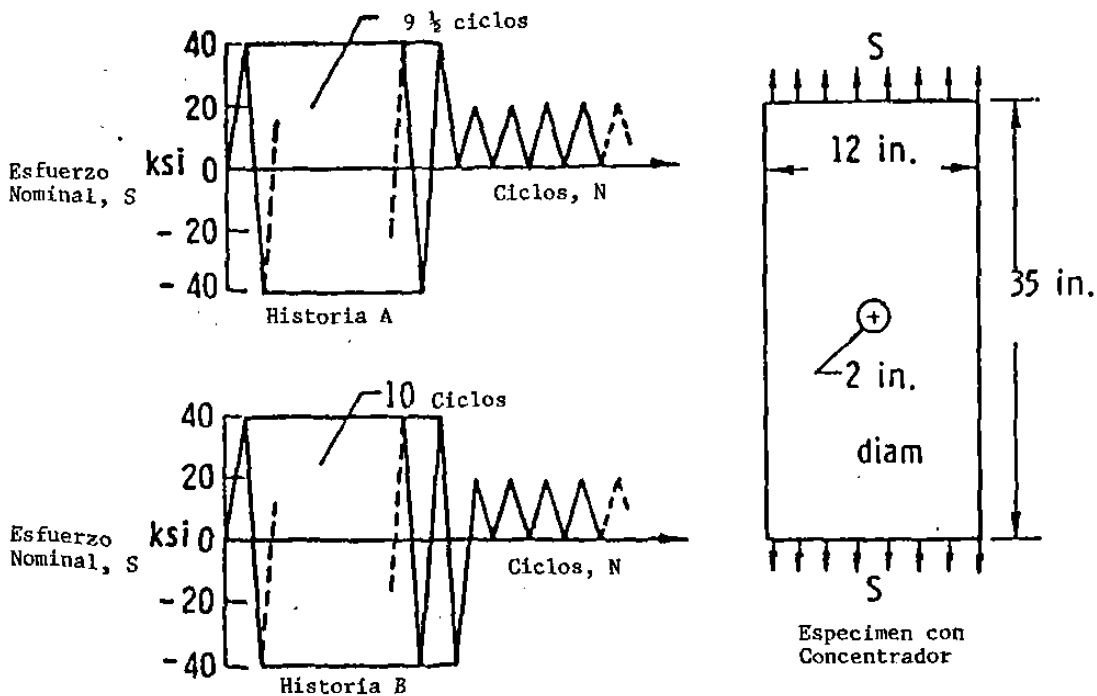 9 ½ ciclos
40
20
Esfuerzo
Nominal, S
ksi 0
- 20
- 40
Ciclos, N
Historia A
10 Ciclos
40
20
Esfuerzo
Nominal, S
ksi 0
-20
-40
Ciclos, N
Historia B
S
12 in.
35 in.
+
2 in.
diam
S
Especimen con
Concentrador